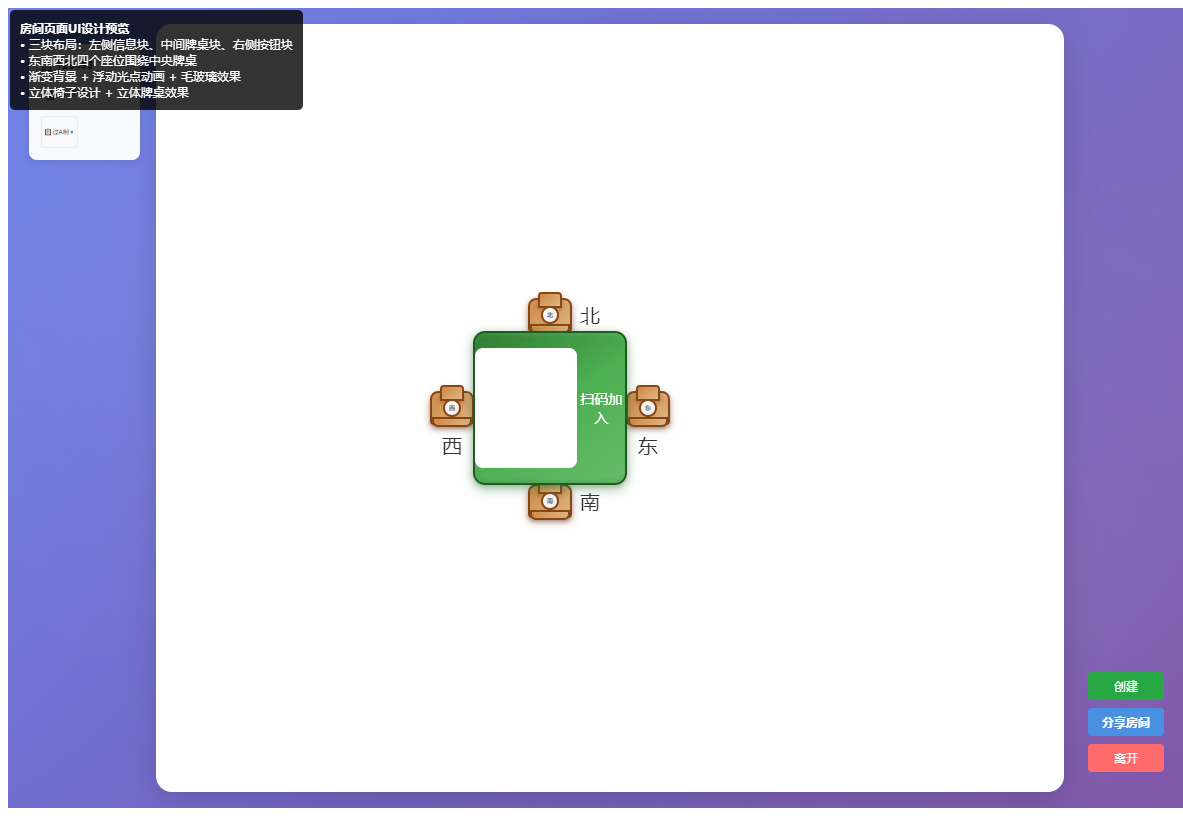 房间页面UI设计预览
• 三块布局：左侧信息块、中间牌桌块、右侧按钮块
• 东南西北四个座位围绕中央牌桌
• 渐变背景 + 浮动光点动画 + 毛玻璃效果
• 立体椅子设计 + 立体牌桌效果
过A制
北
北
扫码加
入
西
东
西
东
南
南
创建
分享房间
离开